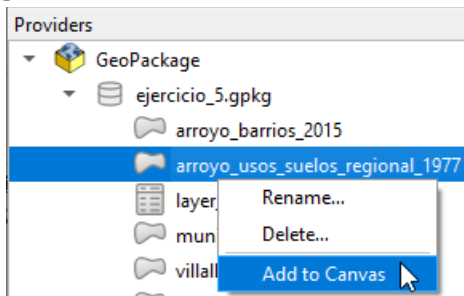 Providers
GeoPackage
ejercicio_5.gpkg
arroyo_barrios_2015
arroyo_usos_suelos_regional_1977
layer_
Rename...
mun
Delete...
villall
Add to Canvas